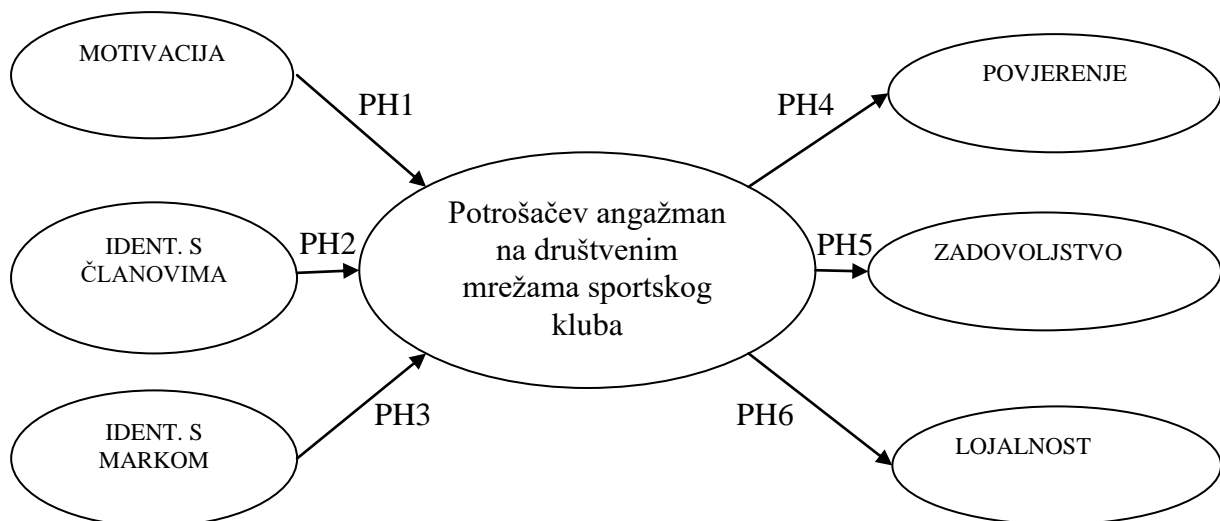 MOTIVACIJA
PH1
IDENT. S
ČLANOVIMA
PH2
IDENT. S
MARKOM
PH3
Potrošačev angažman
na društvenim
mrežama sportskog
kluba
PH4
POVJERENJE
PH5
ZADOVOLJSTVO
PH6
LOJALNOST